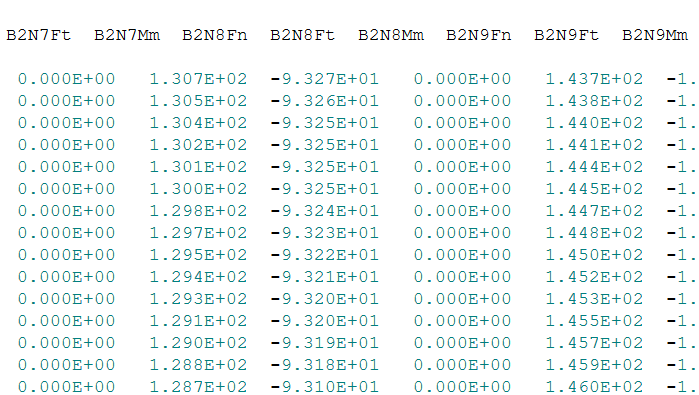 B2N7Ft B2N7Mm B2N8Fn B2N8Ft B2N8Mm B2N9Fn B2N9Ft B2N9Mm
0.000E+00 1.307E+02 -9.327E+01 0.000E+00 1.437E+02 -1.
0.000E+00 1.305E+02 -9.326E+01 0.000E+00 1.438E+02 -1.
0.000E+00 1.304E+02 -9.325E+01 0.000E+00 1.440E+02 -1.
0.000E+00 1.302E+02 -9.325E+01 0.000E+00 1.441E+02 -1.
0.000E+00 1.301E+02 -9.325E+01 0.000E+00 1.444E+02 -1.
0.000E+00 1.300E+02 -9.325E+01 0.000E+00 1.445E+02 -1.
0.000E+00 1.298E+02 -9.324E+01 0.000E+00 1.447E+02 -1.
0.000E+00 1.297E+02 -9.323E+01 0.000E+00 1.448E+02 -1.
0.000E+00 1.295E+02 -9.322E+01 0.000E+00 1.450E+02 -1.
0.000E+00 1.294E+02 -9.321E+01 0.000E+00 1.452E+02 -1.
0.000E+00 1.293E+02 -9.320E+01 0.000E+00 1.453E+02 -1.
0.000E+00 1.291E+02 -9.320E+01 0.000E+00 1.455E+02 -1.
0.000E+00 1.290E+02 -9.319E+01 0.000E+00 1.457E+02 -1.
0.000E+00 1.288E+02 -9.318E+01 0.000E+00 1.459E+02 -1.
0.000E+00 1.287E+02 -9.310E+01 0.000E+00 1.460E+02 -1.